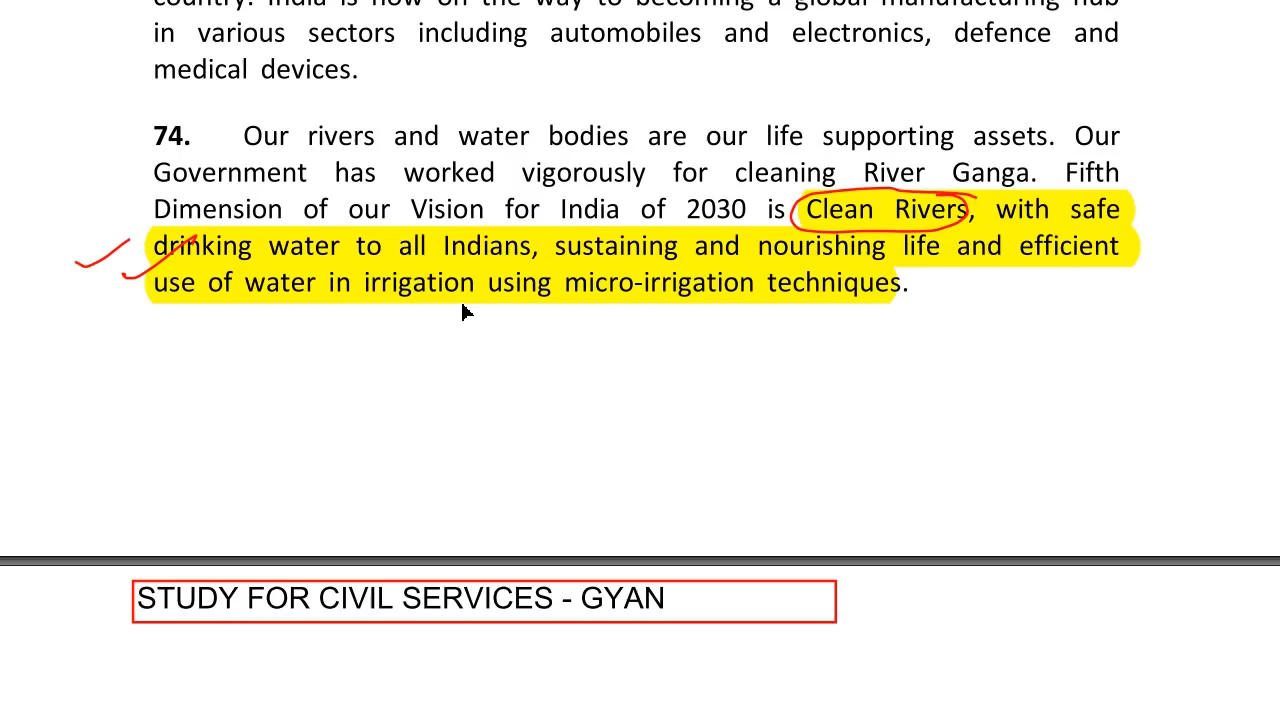 country. India is now on the way to becoming a global manufacturing hub
in various sectors including automobiles and electronics, defence and
medical devices.
74. Our rivers and water bodies are our life supporting assets. Our
Government has worked vigorously for cleaning River Ganga. Fifth
Dimension of our Vision for India of 2030 is Clean Rivers, with safe
drinking water to all Indians, sustaining and nourishing life and efficient
use of water in irrigation using micro-irrigation techniques.
STUDY FOR CIVIL SERVICES - GYAN